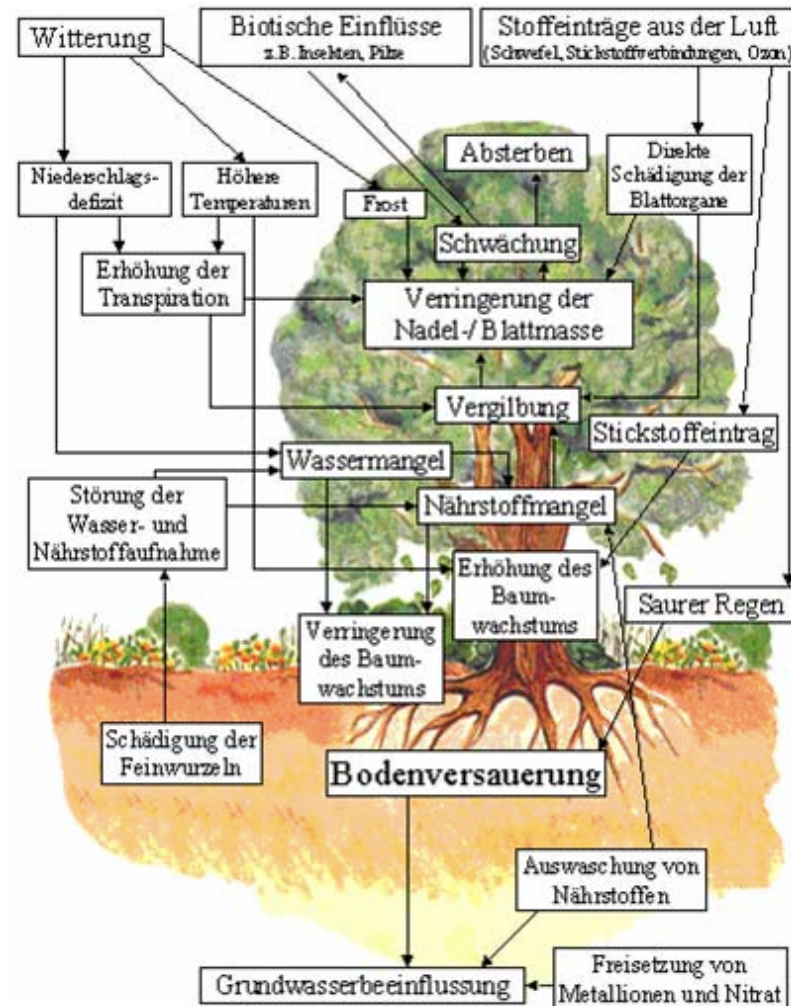 Witterung
Biotische Einflüsse
z.B. Insekten, Pilze
Stoffeinträge aus der Luft
(Schwefel, Stickstoffverbindungen, Ozon)
Niederschlags-
defizit
Höhere
Temperaturen
Frost
Absterben
Direkte
Schädigung der
Blattorgane
Schwächung
Erhöhung der
Transpiration
Verringerung der
Nadel-/ Blattmasse
Vergilbung
Stickstoffeintrag
Wassermangel
Störung der
Wasser- und
Nährstoffaufnahme
Nährstoffmangel
Erhöhung des
Baum-
wachstums
Saurer Regen
Verringerung
des Baum-
wachstums
Schädigung der
Feinwurzeln
Bodenversauerung
Auswaschung von
Nährstoffen
Grundwasserbeeinflussung
Freisetzung von
Metallionen und Nitrat